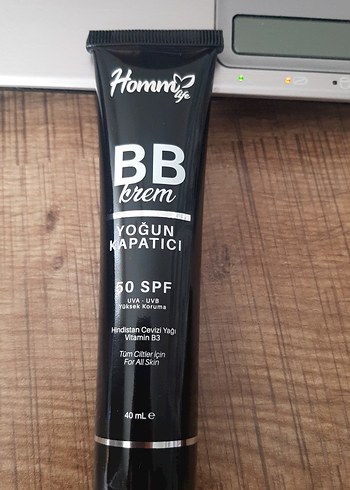 Homm
life
BB
krem
YOĞUN
KAPATICI
50 SPF
UVA - UVB
Yüksek Koruma
Hindistan Cevizi Yağı
Vitamin B3
Tüm Ciltler İçin
For All Skin
40 mL ℮